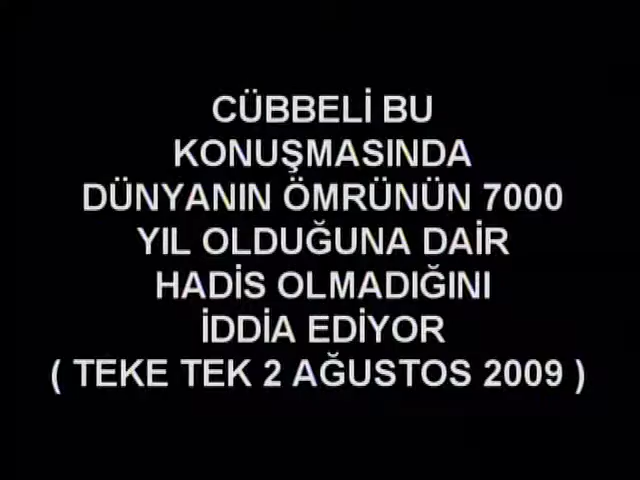 CÜBBELİ BU
KONUŞMASINDA
DÜNYANIN ÖMRÜNÜN 7000
YIL OLDUĞUNA DAİR
HADİS OLMADIĞINI
İDDİA EDİYOR
( TEKE TEK 2 AĞUSTOS 2009 )